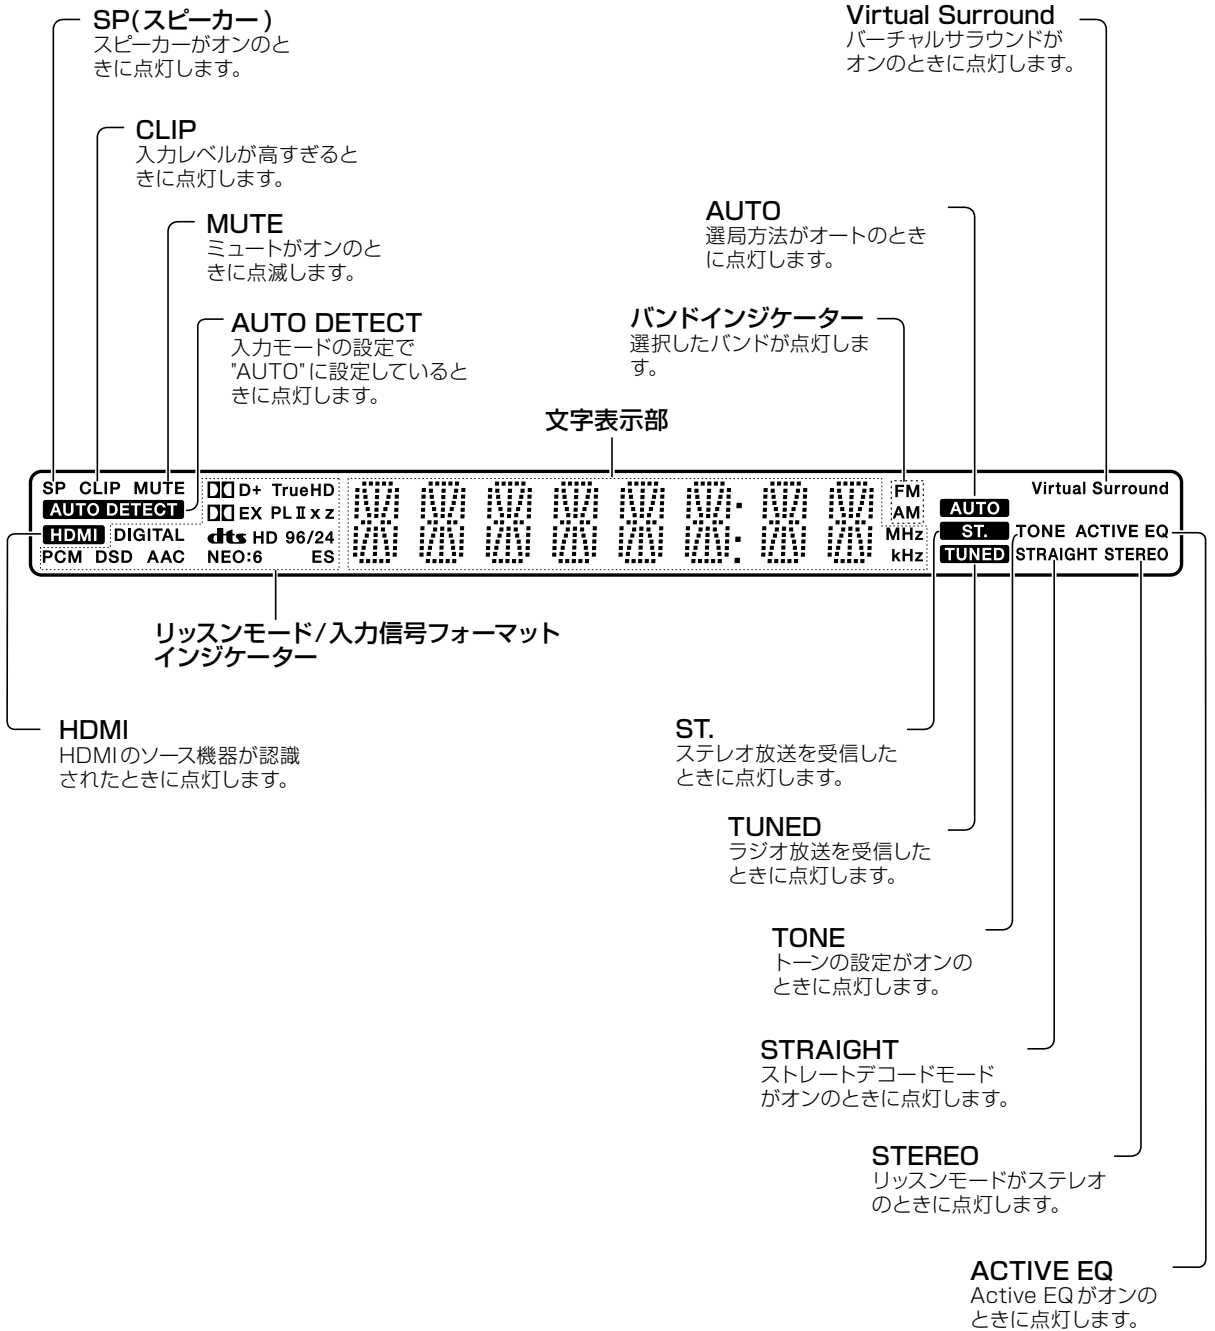 SP(スピーカー)
スピーカーがオンのと
きに点灯します。
Virtual Surround
バーチャルサラウンドが
オンのときに点灯します。
CLIP
入力レベルが高すぎると
きに点灯します。
MUTE
ミュートがオンのと
きに点滅します。
AUTO
選局方法がオートのとき
に点灯します。
AUTO DETECT
入力モードの設定で
"AUTO"に設定していると
きに点灯します。
バンドインジケーター
選択したバンドが点灯しま
す。
文字表示部
SP CLIP MUTE
AUTO DETECT
HDMI DIGITAL
PCM DSD AAC
D+ TrueHD
EX PLⅡxz
dts HD 96/24
NEO:6 ES
FM
AM
MHz
kHz
AUTO
ST.
TUNED
Virtual Surround
TONE ACTIVE EQ
STRAIGHT STEREO
リッスンモード/入力信号フォーマット
インジケーター
HDMI
HDMIのソース機器が認識
されたときに点灯します。
ST.
ステレオ放送を受信した
ときに点灯します。
TUNED
ラジオ放送を受信した
ときに点灯します。
TONE
トーンの設定がオンの
ときに点灯します。
STRAIGHT
ストレートデコードモード
がオンのときに点灯します。
STEREO
リッスンモードがステレオ
のときに点灯します。
ACTIVE EQ
Active EQがオンの
ときに点灯します。